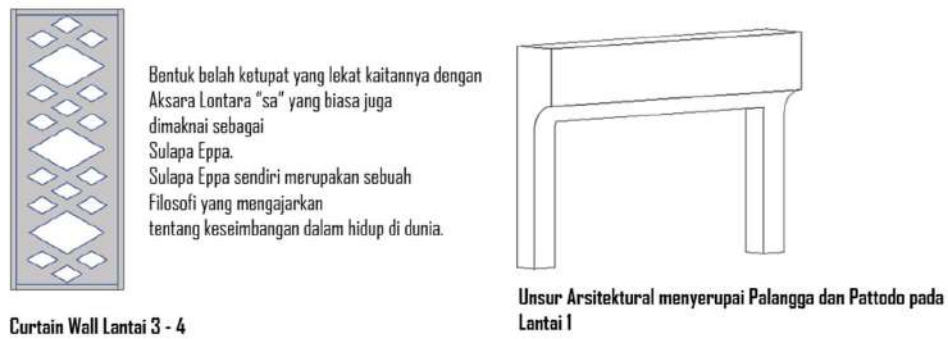 Bentuk belah ketupat yang lekat kaitannya dengan
Aksara Lontara "sa" yang biasa juga
dimaknai sebagai
Sulapa Eppa.
Sulapa Eppa sendiri merupakan sebuah
Filosofi yang mengajarkan
tentang keseimbangan dalam hidup di dunia.
Curtain Wall Lantai 3 - 4
Unsur Arsitektural menyerupai Palangga dan Pattodo pada
Lantai 1